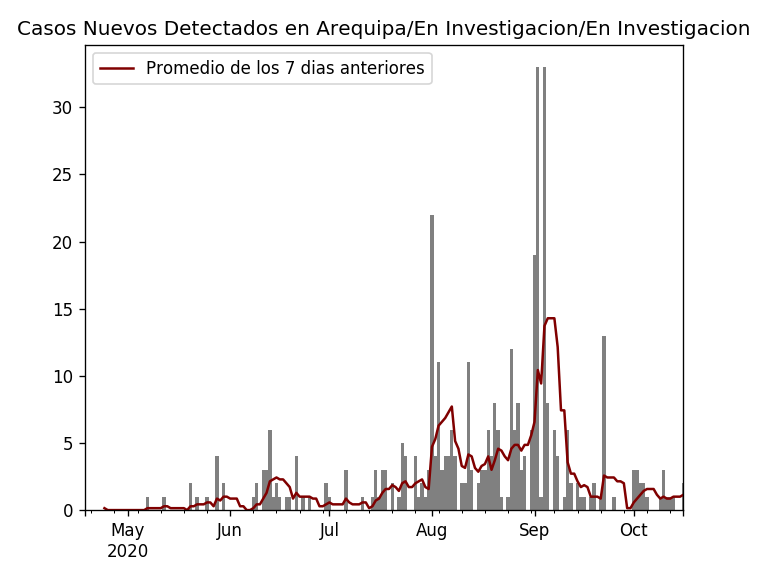 Casos Nuevos Detectados en Arequipa/En Investigacion/En Investigacion
Promedio de los 7 dias anteriores
30
25
20
15
10
5
0
May Jun Jul Aug Sep Oct
2020